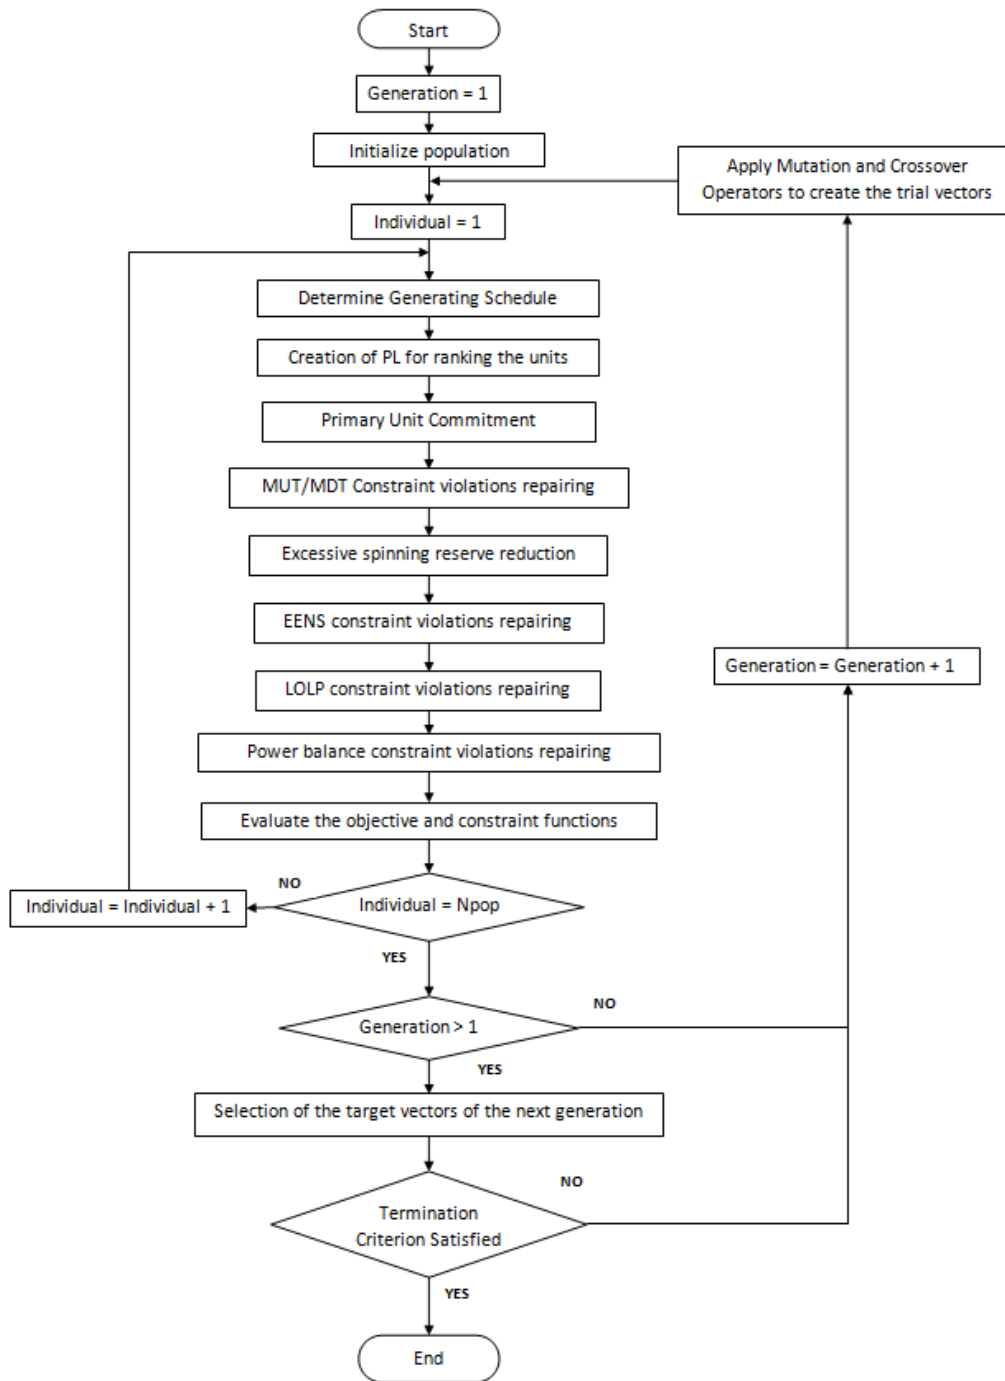 Start
Generation = 1
Initialize population
Apply Mutation and Crossover
Operators to create the trial vectors
Individual = 1
Determine Generating Schedule
Creation of PL for ranking the units
Primary Unit Commitment
MUT/MDT Constraint violations repairing
Excessive spinning reserve reduction
EENS constraint violations repairing
LOLP constraint violations repairing
Generation = Generation + 1
Power balance constraint violations repairing
Evaluate the objective and constraint functions
NO
Individual = Individual + 1
Individual = Npop
YES
NO
Generation > 1
YES
Selection of the target vectors of the next generation
NO
Termination
Criterion Satisfied
YES
End